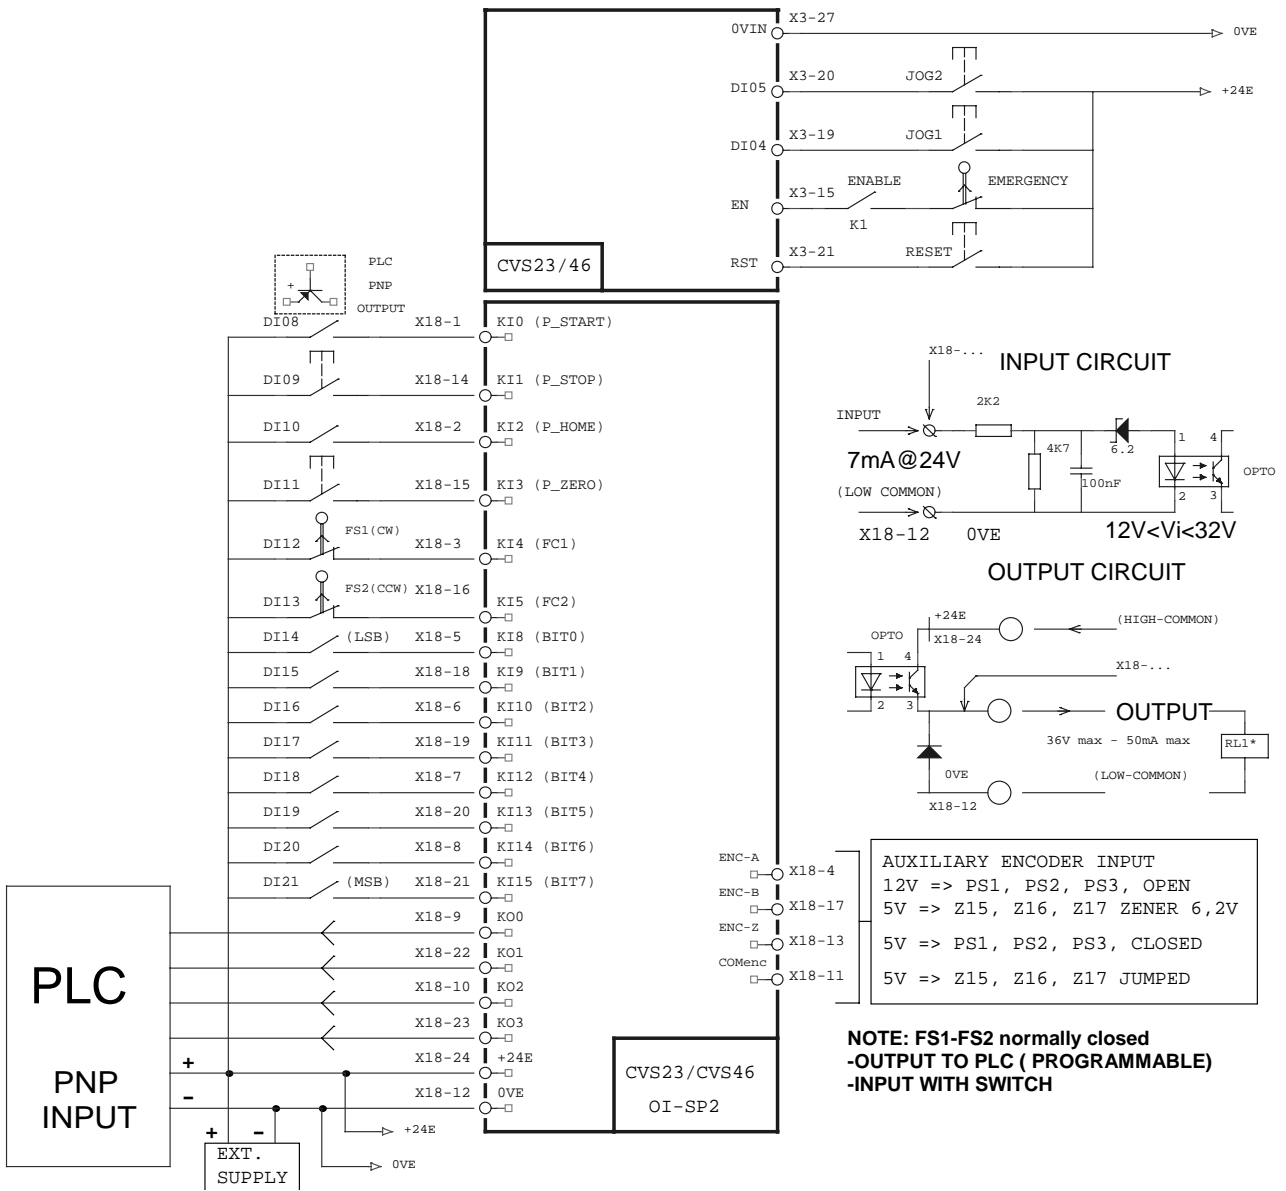 0VIN X3-27 0VE
DI05 X3-20 JOG2 +24E
DI04 X3-19 JOG1
ENABLE EMERGENCY
EN X3-15
K1
RST X3-21 RESET
CVS23/46
PLC
PNP
OUTPUT
+
DI08 X18-1 KI0 (P_START)
DI09 X18-14 KI1 (P_STOP)
DI10 X18-2 KI2 (P_HOME)
DI11 X18-15 KI3 (P_ZERO)
DI12 FS1(CW) X18-3 KI4 (FC1)
DI13 FS2(CCW) X18-16 KI5 (FC2)
DI14 (LSB) X18-5 KI8 (BIT0)
DI15 X18-18 KI9 (BIT1)
DI16 X18-6 KI10 (BIT2)
DI17 X18-19 KI11 (BIT3)
DI18 X18-7 KI12 (BIT4)
DI19 X18-20 KI13 (BIT5)
DI20 X18-8 KI14 (BIT6)
DI21 (MSB) X18-21 KI15 (BIT7)
X18-9 KO0
X18-22 KO1
X18-10 KO2
X18-23 KO3
X18-24 +24E
X18-12 0VE
PLC
PNP
INPUT
+
-
+ -
EXT.
SUPPLY
+24E
0VE
ENC-A X18-4
ENC-B X18-17
ENC-Z X18-13
COMenc X18-11
CVS23/CVS46
OI-SP2
X18-... INPUT CIRCUIT
INPUT 2K2
7mA@24V 4K7 100nF 6.2 1 4 OPTO
2 3
(LOW COMMON)
X18-12 0VE 12V<Vi<32V
OUTPUT CIRCUIT
+24E (HIGH-COMMON)
OPTO X18-24
1 4
X18-...
2 3 OUTPUT
36V max - 50mA max RL1*
0VE (LOW-COMMON)
X18-12
AUXILIARY ENCODER INPUT
12V => PS1, PS2, PS3, OPEN
5V => Z15, Z16, Z17 ZENER 6,2V
5V => PS1, PS2, PS3, CLOSED
5V => Z15, Z16, Z17 JUMPED
NOTE: FS1-FS2 normally closed
-OUTPUT TO PLC ( PROGRAMMABLE)
-INPUT WITH SWITCH